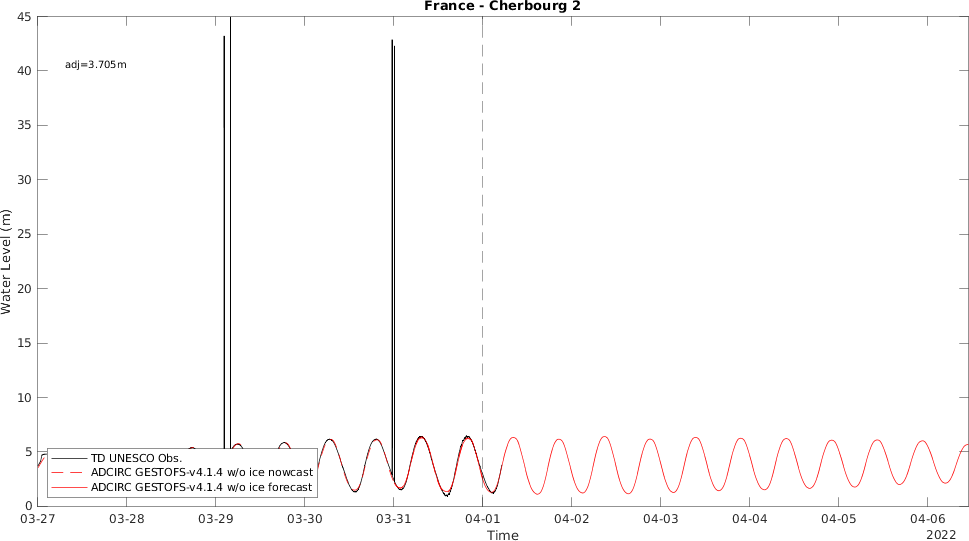 France - Cherbourg 2
45
adj=3.705m
40
35
30
25
20
15
10
5
0
Water Level (m)
TD UNESCO Obs.
ADCIRC GESTOFS-v4.1.4 w/o ice nowcast
ADCIRC GESTOFS-v4.1.4 w/o ice forecast
03-27 03-28 03-29 03-30 03-31 04-01 04-02 04-03 04-04 04-05 04-06
Time
2022